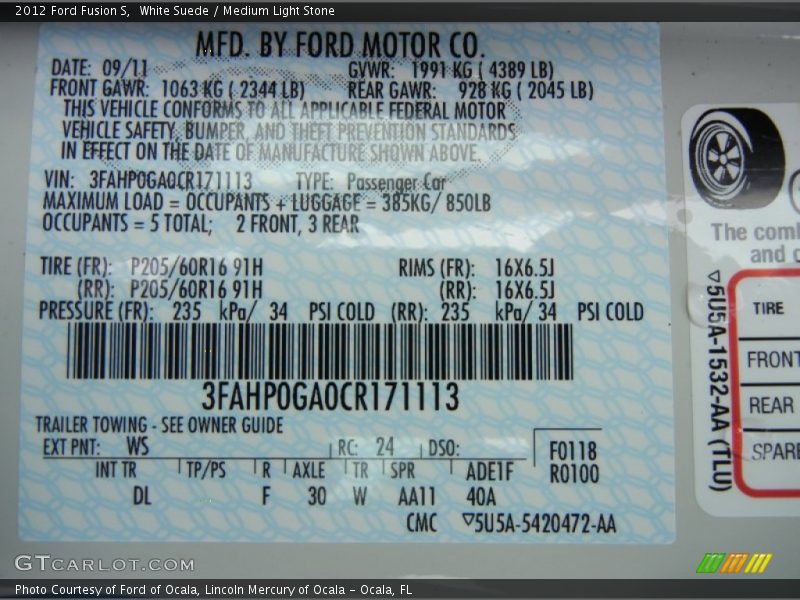 2012 Ford Fusion S,  White Suede / Medium Light Stone
MFD. BY FORD MOTOR CO.
DATE: 09/11 GVWR: 1991 KG ( 4389 LB)
FRONT GAWR: 1063 KG ( 2344 LB) REAR GAWR: 928 KG ( 2045 LB)
THIS VEHICLE CONFORMS TO ALL APPLICABLE FEDERAL MOTOR
VEHICLE SAFETY, BUMPER, AND THEFT PREVENTION STANDARDS
IN EFFECT ON THE DATE OF MANUFACTURE SHOWN ABOVE.
VIN: 3FAHP0GA0CR171113 TYPE: Passenger Car
MAXIMUM LOAD = OCCUPANTS + LUGGAGE = 385KG/ 850LB
OCCUPANTS = 5 TOTAL; 2 FRONT, 3 REAR
TIRE (FR): P205/60R16 91H RIMS (FR): 16X6.5J
(RR): P205/60R16 91H (RR): 16X6.5J
PRESSURE (FR): 235 kPa/ 34 PSI COLD (RR): 235 kPa/ 34 PSI COLD
3FAHP0GA0CR171113
TRAILER TOWING - SEE OWNER GUIDE
EXT PNT: WS RC: 24 DSO: F0118
INT TR TP/PS R AXLE TR SPR ADE1F R0100
DL F 30 W AA11 40A
CMC ▽5U5A-5420472-AA
The comb
and c
▽5U5A-1532-AA (TLU)
TIRE
FRONT
REAR
SPARE
GTCARLOT.COM
Photo Courtesy of Ford of Ocala, Lincoln Mercury of Ocala - Ocala, FL